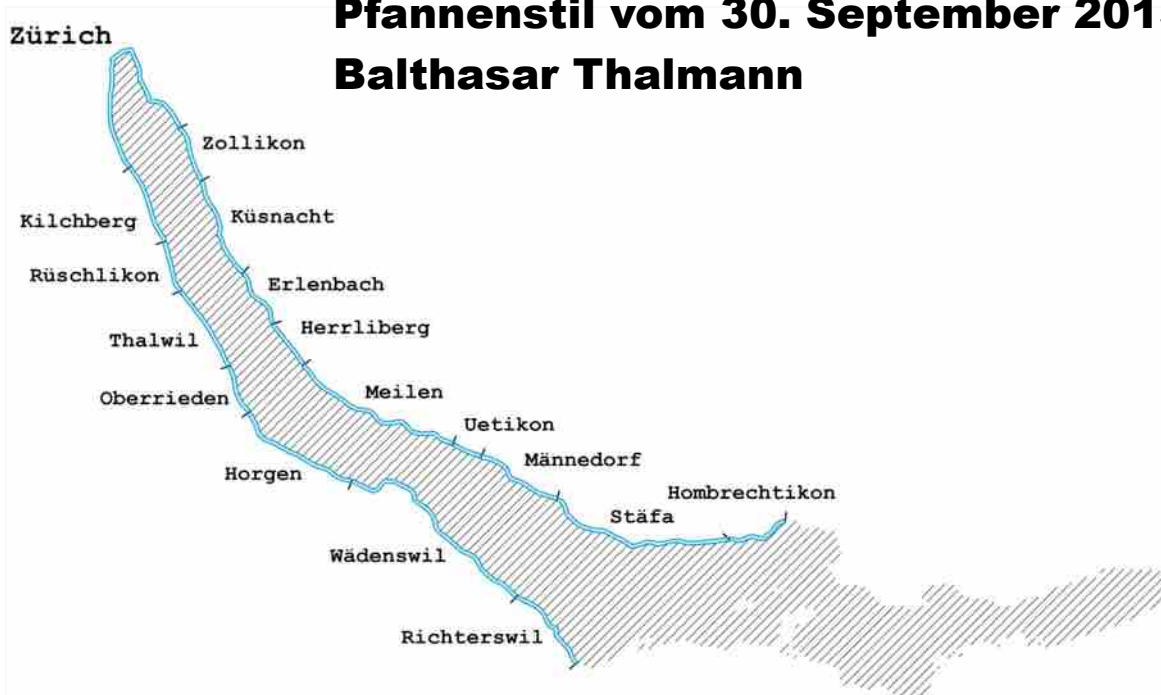 Pfannenstil vom 30. September 201
Balthasar Thalmann
Zürich
Zollikon
Küsnacht
Kilchberg
Rüschlikon
Erlenbach
Herrliberg
Thalwil
Oberrieden
Meilen
Uetikon
Männedorf
Horgen
Hombrechtikon
Stäfa
Wädenswil
Richterswil